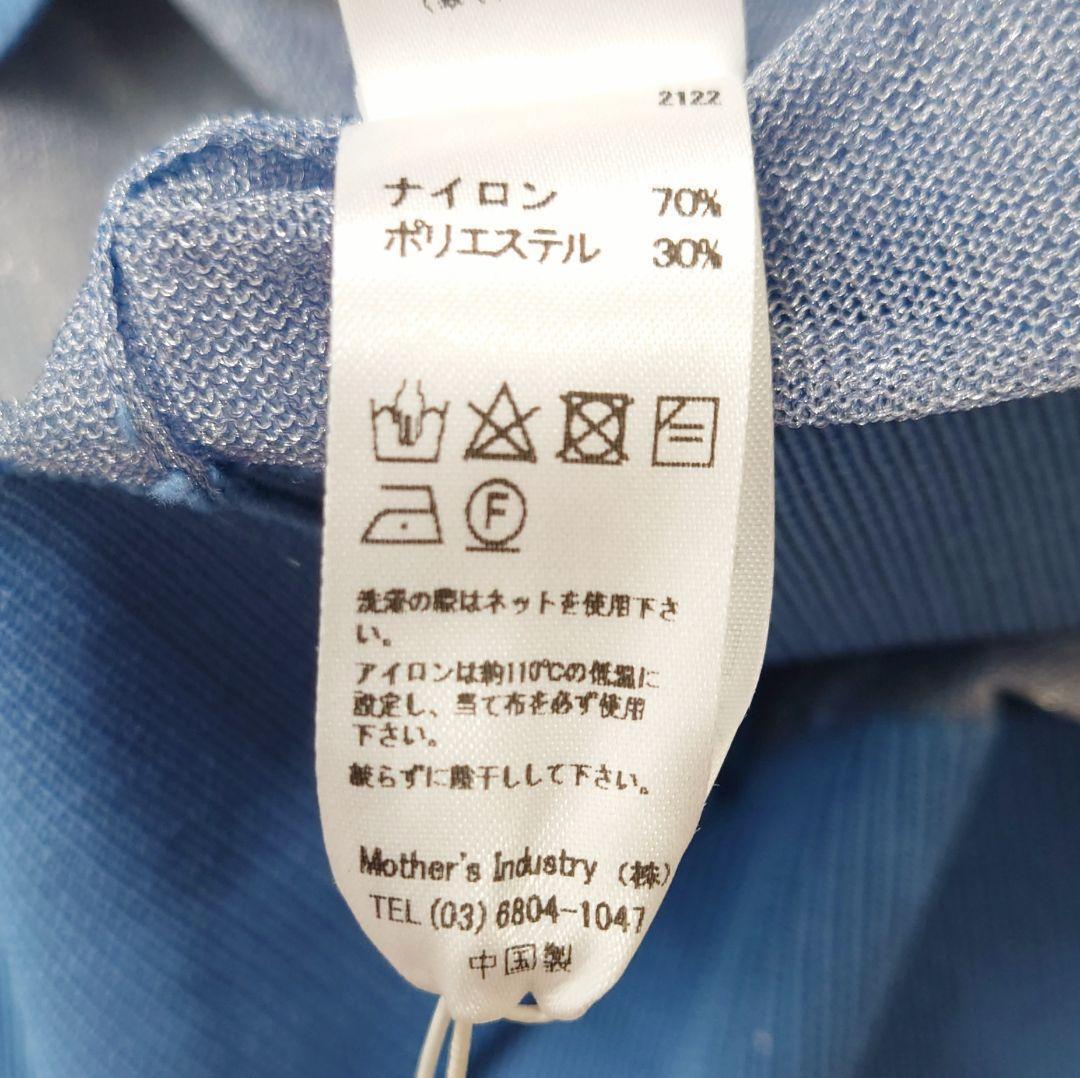 2122
ナイロン 70%
ポリエステル 30%
F
洗濯の際はネットを使用下さ
い。
アイロンは約110℃の低温に
設定し、当て布を必ず使用
下さい。
絞らずに陰干しして下さい。
Mother's Industry (株)
TEL (03) 6804-1047
中国製